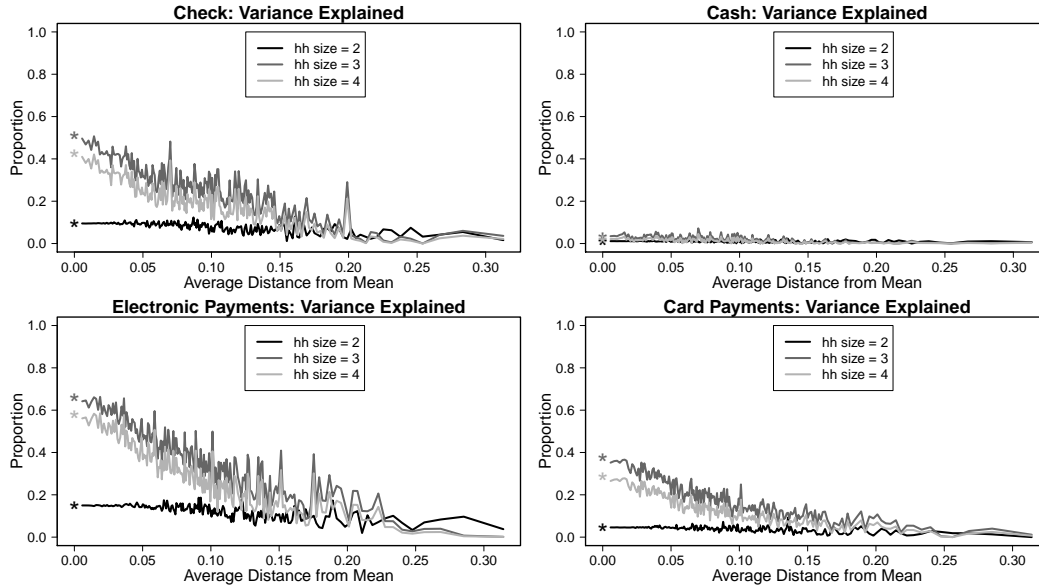 Check: Variance Explained
Proportion
1.0
0.8
0.6
0.4
0.2
0.0
hh size = 2
hh size = 3
hh size = 4
*
*
*
0.00 0.05 0.10 0.15 0.20 0.25 0.30
Average Distance from Mean
Cash: Variance Explained
Proportion
1.0
0.8
0.6
0.4
0.2
0.0
hh size = 2
hh size = 3
hh size = 4
*
*
*
0.00 0.05 0.10 0.15 0.20 0.25 0.30
Average Distance from Mean
Electronic Payments: Variance Explained
Proportion
1.0
0.8
0.6
0.4
0.2
0.0
hh size = 2
hh size = 3
hh size = 4
*
*
*
0.00 0.05 0.10 0.15 0.20 0.25 0.30
Average Distance from Mean
Card Payments: Variance Explained
Proportion
1.0
0.8
0.6
0.4
0.2
0.0
hh size = 2
hh size = 3
hh size = 4
*
*
*
0.00 0.05 0.10 0.15 0.20 0.25 0.30
Average Distance from Mean